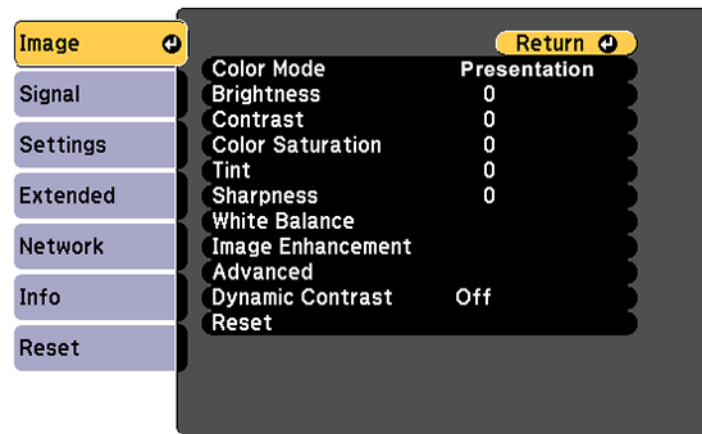 Image
Signal
Settings
Extended
Network
Info
Reset
Return
Color Mode Presentation
Brightness 0
Contrast 0
Color Saturation 0
Tint 0
Sharpness 0
White Balance
Image Enhancement
Advanced
Dynamic Contrast Off
Reset